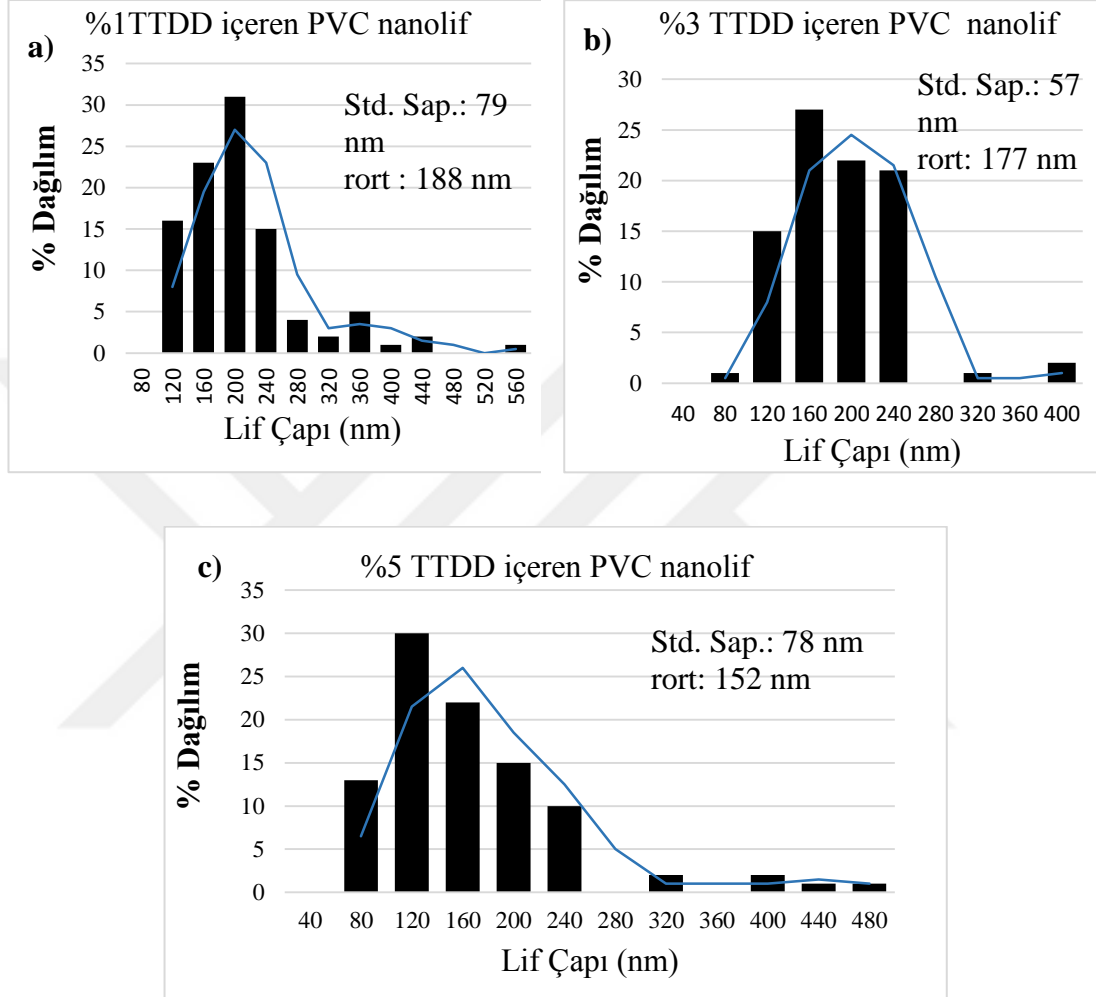 %1TTDD içeren PVC nanolif
a)
35
30
25
20
15
10
5
0
% Dağılım
Std. Sap.: 79
nm
rort : 188 nm
80 120 160 200 240 280 320 360 400 440 480 520 560
Lif Çapı (nm)
%3 TTDD içeren PVC nanolif
b)
30
25
20
15
10
5
0
% Dağılım
Std. Sap.: 57
nm
rort: 177 nm
40 80 120 160 200 240 280 320 360 400
Lif Çapı (nm)
c)
%5 TTDD içeren PVC nanolif
35
30
25
20
15
10
5
0
% Dağılım
Std. Sap.: 78 nm
rort: 152 nm
40 80 120 160 200 240 280 320 360 400 440 480
Lif Çapı (nm)